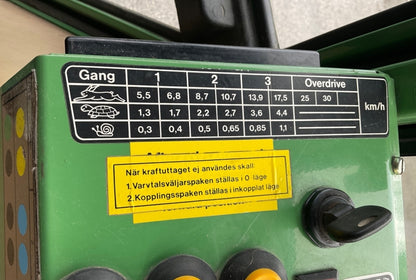 Gang 1 2 3 Overdrive
5,5 6,8 8,7 10,7 13,9 17,5 25 30
1,3 1,7 2,2 2,7 3,6 4,4
km/h
0,3 0,4 0,5 0,65 0,85 1,1
När kraftuttaget ej användes skall:
1. Varvtalsväljarspaken ställas i 0 läge
2. Kopplingsspaken ställas i inkopplat läge